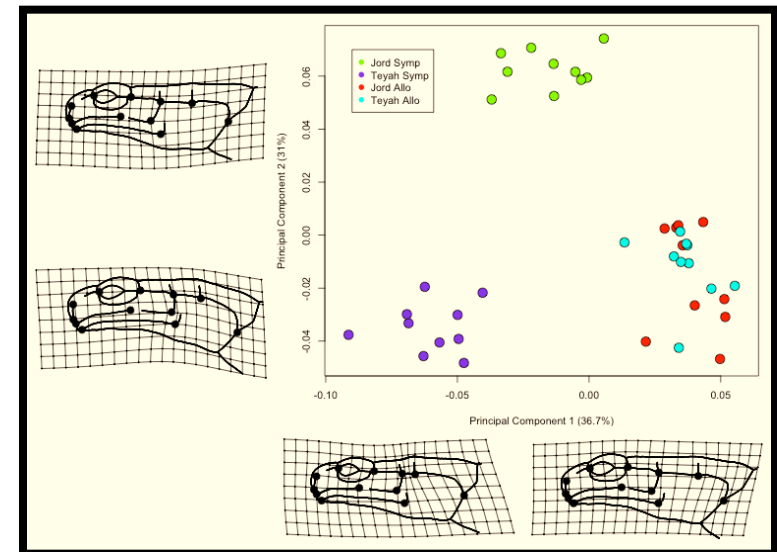 Jord Symp
Teyah Symp
Jord Allo
Teyah Allo
Principal Component 2 (31%)
0.06
0.04
0.02
0.00
-0.02
-0.04
-0.10
-0.05
0.00
0.05
Principal Component 1 (36.7%)